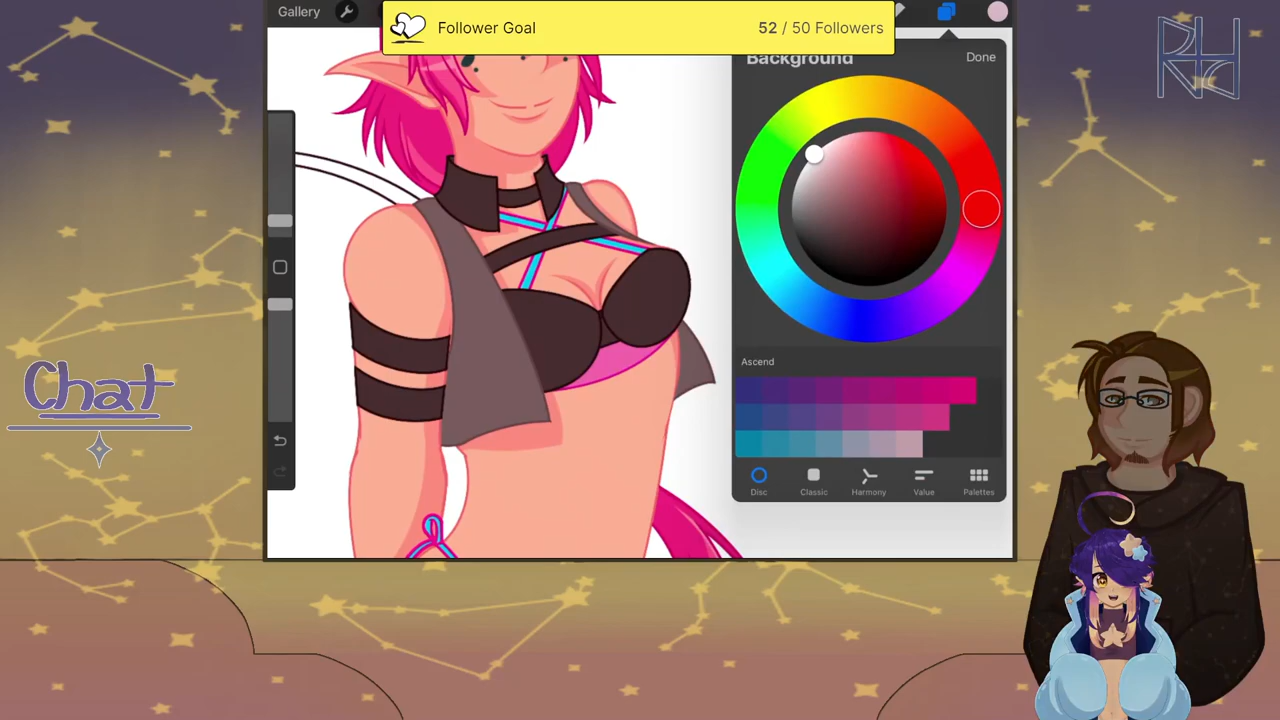 Gallery
Follower Goal
52 / 50 Followers
Background
Done
Ascend
Disc
Classic
Harmony
Value
Palettes
Chat